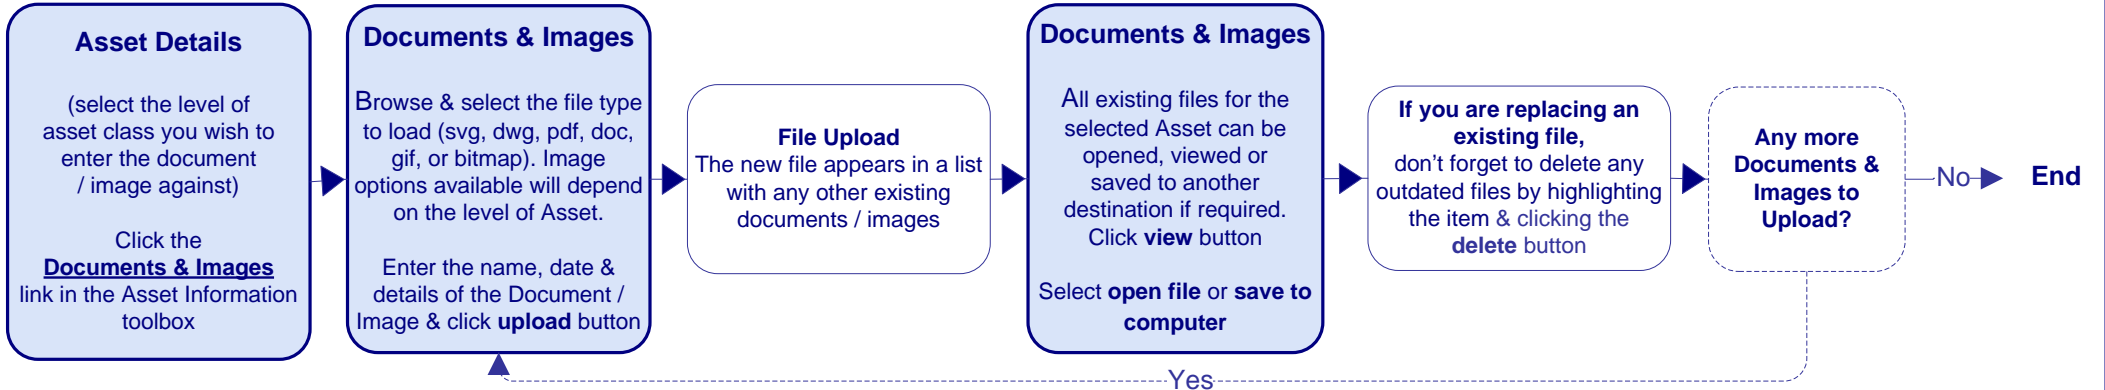 Asset Details
(select the level of
asset class you wish to
enter the document
/ image against)
Click the
Documents & Images
link in the Asset Information
toolbox
Documents & Images
Browse & select the file type
to load (svg, dwg, pdf, doc,
gif, or bitmap). Image
options available will depend
on the level of Asset.
Enter the name, date &
details of the Document /
Image & click upload button
File Upload
The new file appears in a list
with any other existing
documents / images
Documents & Images
All existing files for the
selected Asset can be
opened, viewed or
saved to another
destination if required.
Click view button
Select open file or save to
computer
If you are replacing an
existing file,
don’t forget to delete any
outdated files by highlighting
the item & clicking the
delete button
Any more
Documents &
Images to
Upload?
No
End
Yes